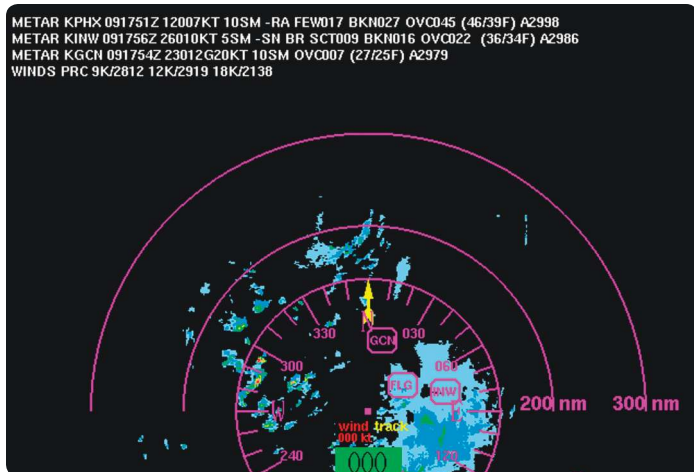 METAR KPHX 091751Z 12007KT 10SM -RA FEW017 BKN027 OVC045 (46/39F) A2998
METAR KINW 091756Z 26010KT 5SM -SN BR SCT009 BKN016 OVC022 (36/34F) A2986
METAR KGCN 091754Z 23012G20KT 10SM OVC007 (27/25F) A2979
WINDS PRC 9K/2812 12K/2919 18K/2138
N
330 030
GCN
300 060
FLG INW
W E 200 nm 300 nm
wind track
000 kt
240 000 120